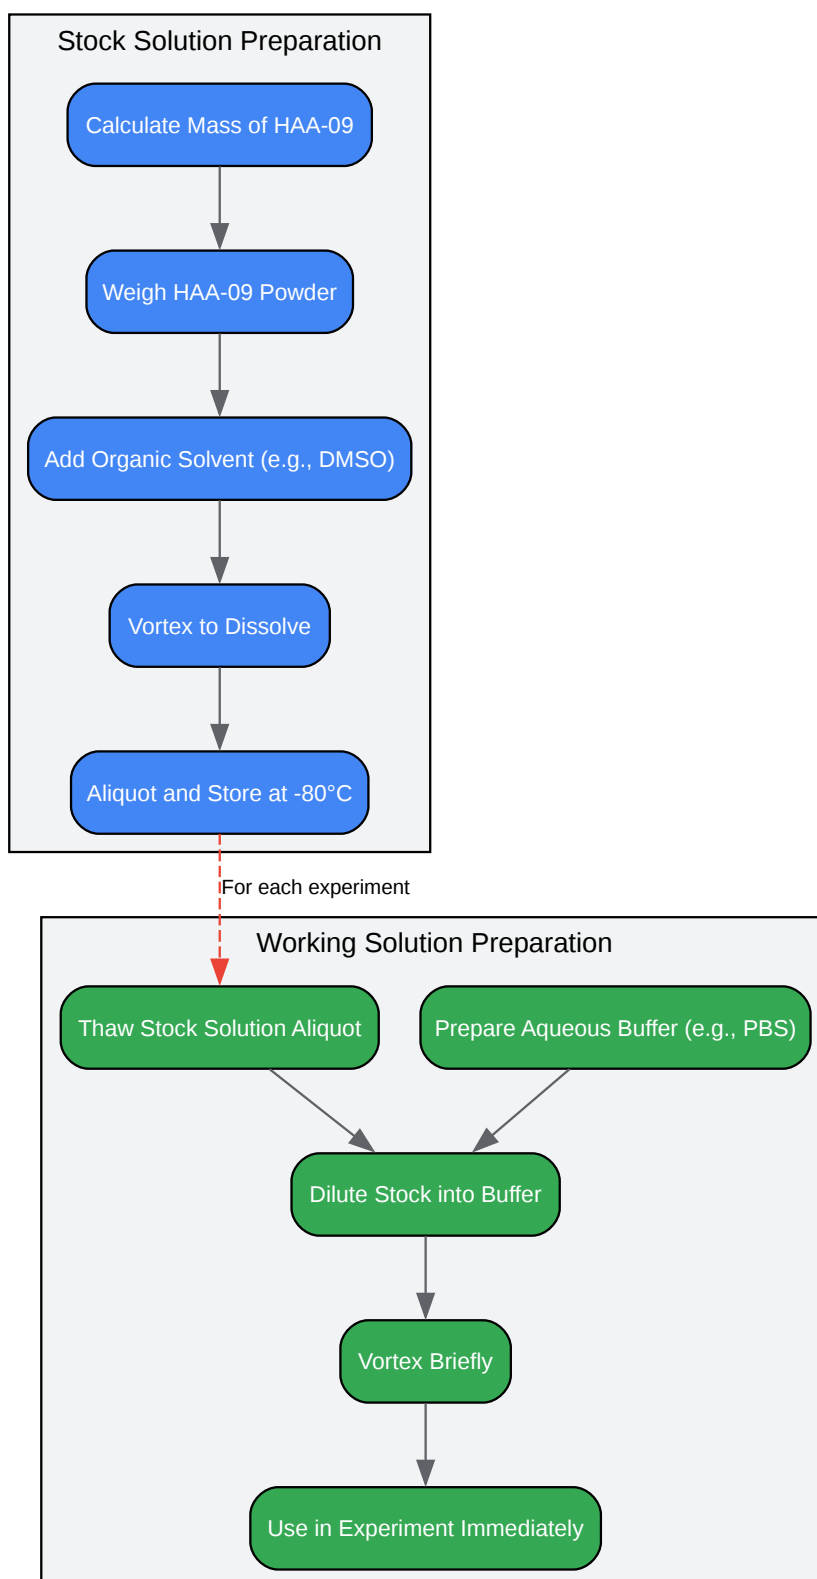 Stock Solution Preparation
Calculate Mass of HAA-09
Weigh HAA-09 Powder
Add Organic Solvent (e.g., DMSO)
Vortex to Dissolve
Aliquot and Store at -80°C
For each experiment
Working Solution Preparation
Thaw Stock Solution Aliquot
Prepare Aqueous Buffer (e.g., PBS)
Dilute Stock into Buffer
Vortex Briefly
Use in Experiment Immediately